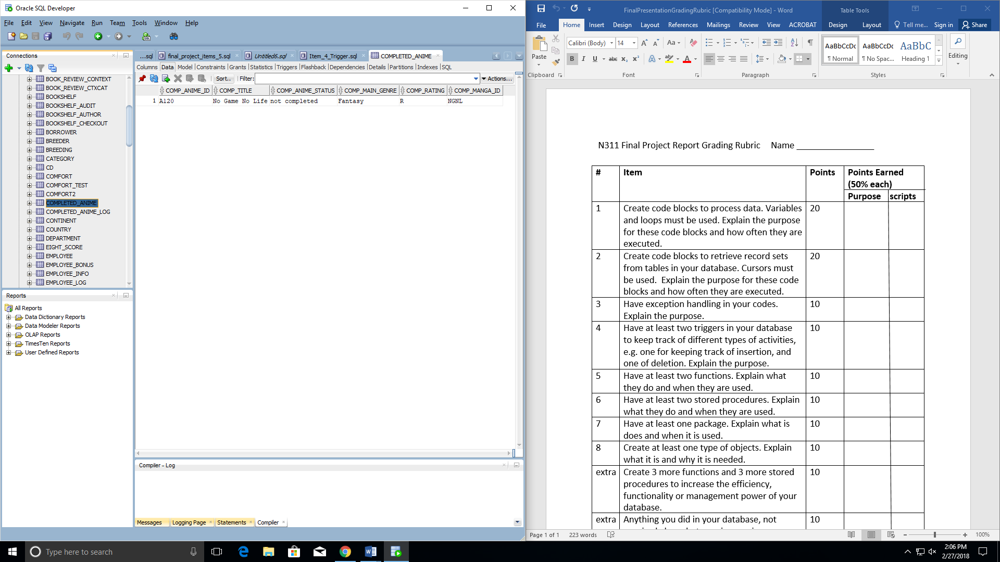 Oracle SQL Developer
File Edit View Navigate Run Team Tools Window Help
Connections
BOOK_REVIEW_CONTEXT
BOOK_REVIEW_CTXCAT
BOOKSHELF
BOOKSHELF_AUDIT
BOOKSHELF_AUTHOR
BOOKSHELF_CHECKOUT
BORROWER
BREEDER
BREEDING
CATEGORY
CD
COMFORT
COMFORT_TEST
COMFORT2
COMPLETED_ANIME
COMPLETED_ANIME_LOG
CONTINENT
COUNTRY
DEPARTMENT
EIGHT_SCORE
EMPLOYEE
EMPLOYEE_BONUS
EMPLOYEE_INFO
EMPLOYEE_LOG
Reports
All Reports
Data Dictionary Reports
Data Modeler Reports
OLAP Reports
TimesTen Reports
User Defined Reports
...sql final_project_items_5.sql Untitled6.sql Item_4_Trigger.sql COMPLETED_ANIME
Columns Data Model Constraints Grants Statistics Triggers Flashback Dependencies Details Partitions Indexes SQL
Sort.. Filter: Actions...
COMP_ANIME_ID COMP_TITLE COMP_ANIME_STATUS COMP_MAIN_GENRE COMP_RATING COMP_MANGA_ID
1 A120 No Game No Life not completed Fantasy R NGNL
Compiler - Log
Messages Logging Page Statements Compiler
FinalPresentationGradingRubric [Compatibility Mode] - Word Table Tools
File Home Insert Design Layout References Mailings Review View ACROBAT Design Layout Tell me... Sign in Share
Paste Calibri (Body) 14 A A Aa
B I U abc x2 x2 A ab A
AaBbCcDc AaBbCcDc AaBbC
¶ Normal ¶ No Spac... Heading 1
Editing
Clipboard Font Paragraph Styles
N311 Final Project Report Grading Rubric Name _________________
# Item Points Points Earned
(50% each)
Purpose scripts
1 Create code blocks to process data. Variables 20
and loops must be used. Explain the purpose
for these code blocks and how often they are
executed.
2 Create code blocks to retrieve record sets 20
from tables in your database. Cursors must
be used. Explain the purpose for these code
blocks and how often they are executed.
3 Have exception handling in your codes. 10
Explain the purpose.
4 Have at least two triggers in your database 10
to keep track of different types of activities,
e.g. one for keeping track of insertion, and
one of deletion. Explain the purpose.
5 Have at least two functions. Explain what 10
they do and when they are used.
6 Have at least two stored procedures. Explain 10
what they do and when they are used.
7 Have at least one package. Explain what is 10
does and when it is used.
8 Create at least one type of objects. Explain 10
what it is and why it is needed.
extra Create 3 more functions and 3 more stored 10
procedures to increase the efficiency,
functionality or management power of your
database.
extra Anything you did in your database, not 10
Page 1 of 1 223 words 100%
Type here to search
2:06 PM
2/27/2018